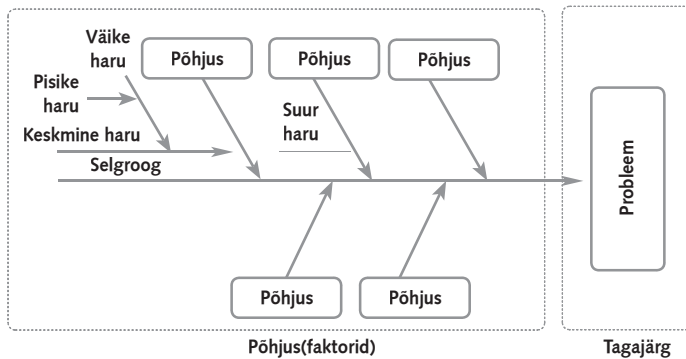 Väike
haru
Põhjus
Põhjus
Põhjus
Pisike
haru
Suur
haru
Keskmine haru
Selgroog
Probleem
Põhjus
Põhjus
Põhjus(faktorid)
Tagajärg